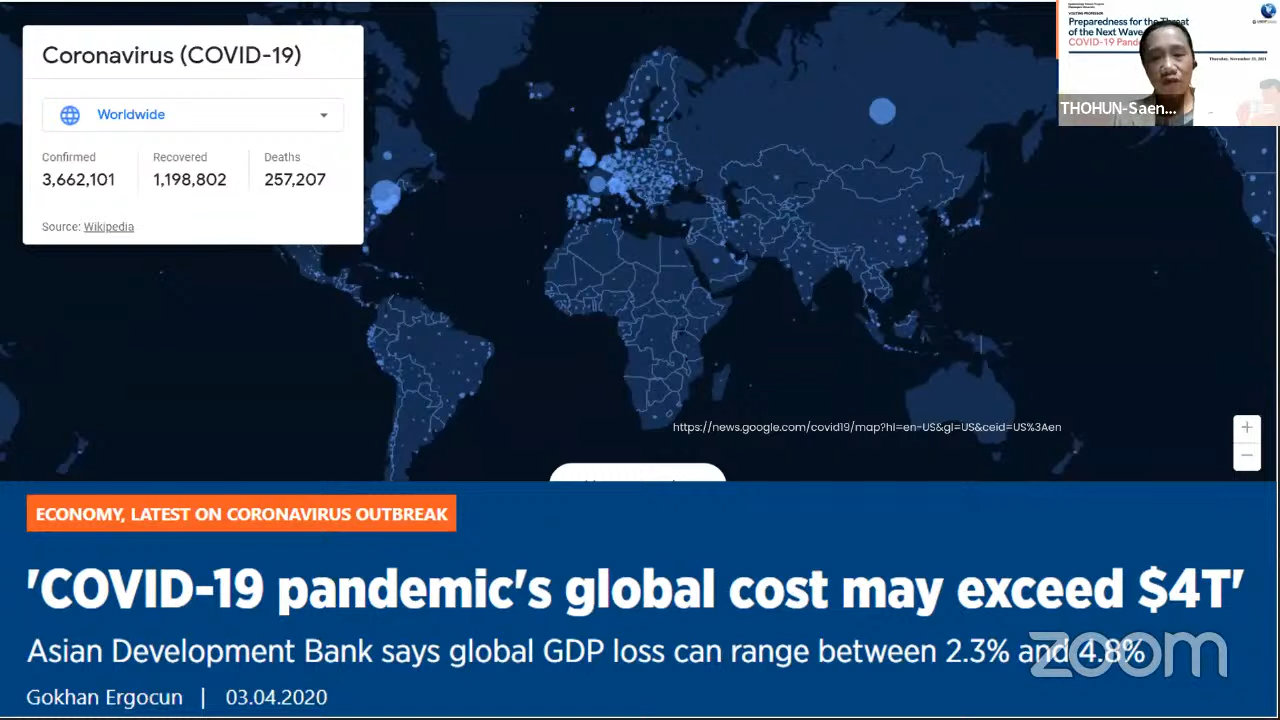 Coronavirus (COVID-19)
Worldwide
Confirmed
3,662,101
Recovered
1,198,802
Deaths
257,207
Source: Wikipedia
VISITING PROFESSOR
Preparedness for the Threat
of the Next Wave
COVID-19 Pand
Thursday, November
THOHUN-Saen...
https://news.google.com/covid19/map?hl=en-US&gl=US&ceid=US%3Aen
+
−
ECONOMY, LATEST ON CORONAVIRUS OUTBREAK
'COVID-19 pandemic's global cost may exceed $4T'
Asian Development Bank says global GDP loss can range between 2.3% and 4.8%
zoom
Gokhan Ergocun | 03.04.2020